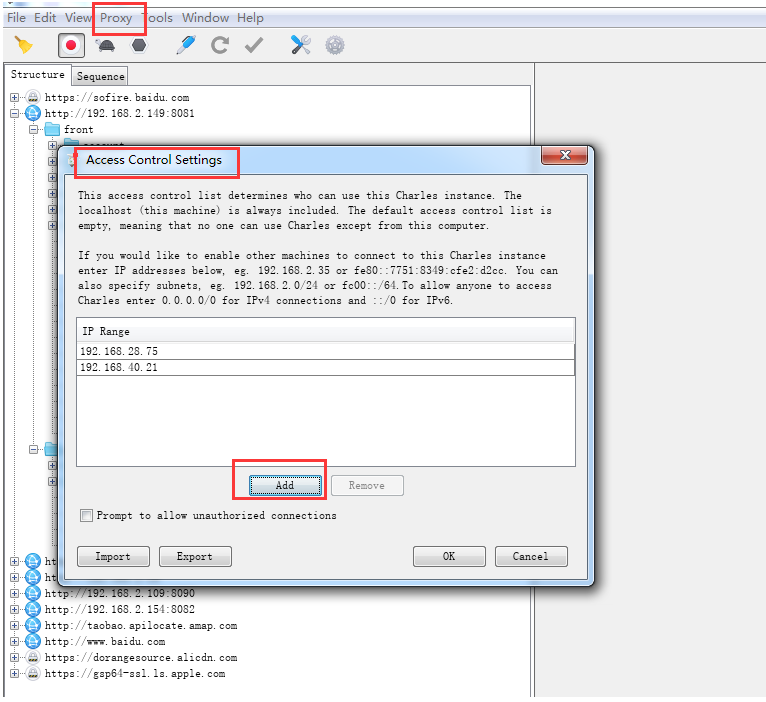 File Edit View Proxy Tools Window Help
Structure Sequence
https://sofire.baidu.com
http://192.168.2.149:8081
front
Access Control Settings
This access control list determines who can use this Charles instance. The
localhost (this machine) is always included. The default access control list is
empty, meaning that no one can use Charles except from this computer.
If you would like to enable other machines to connect to this Charles instance
enter IP addresses below, eg. 192.168.2.35 or fe80::7751:8349:cfe2:d2cc. You can
also specify subnets, eg. 192.168.2.0/24 or fc00::/64.To allow anyone to access
Charles enter 0.0.0.0/0 for IPv4 connections and ::/0 for IPv6.
IP Range
192.168.28.75
192.168.40.21
Add Remove
Prompt to allow unauthorized connections
Import Export OK Cancel
http://192.168.2.109:8090
http://192.168.2.154:8082
http://taobao.apilocate.amap.com
http://www.baidu.com
https://dorangesource.alicdn.com
https://gsp64-ssl.ls.apple.com